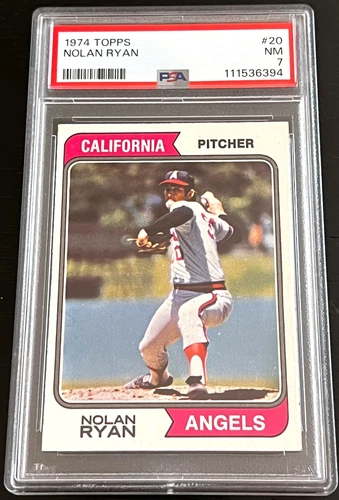 1974 TOPPS #20
NOLAN RYAN NM
PSA 7
111536394
CALIFORNIA PITCHER
A
NOLAN
RYAN ANGELS